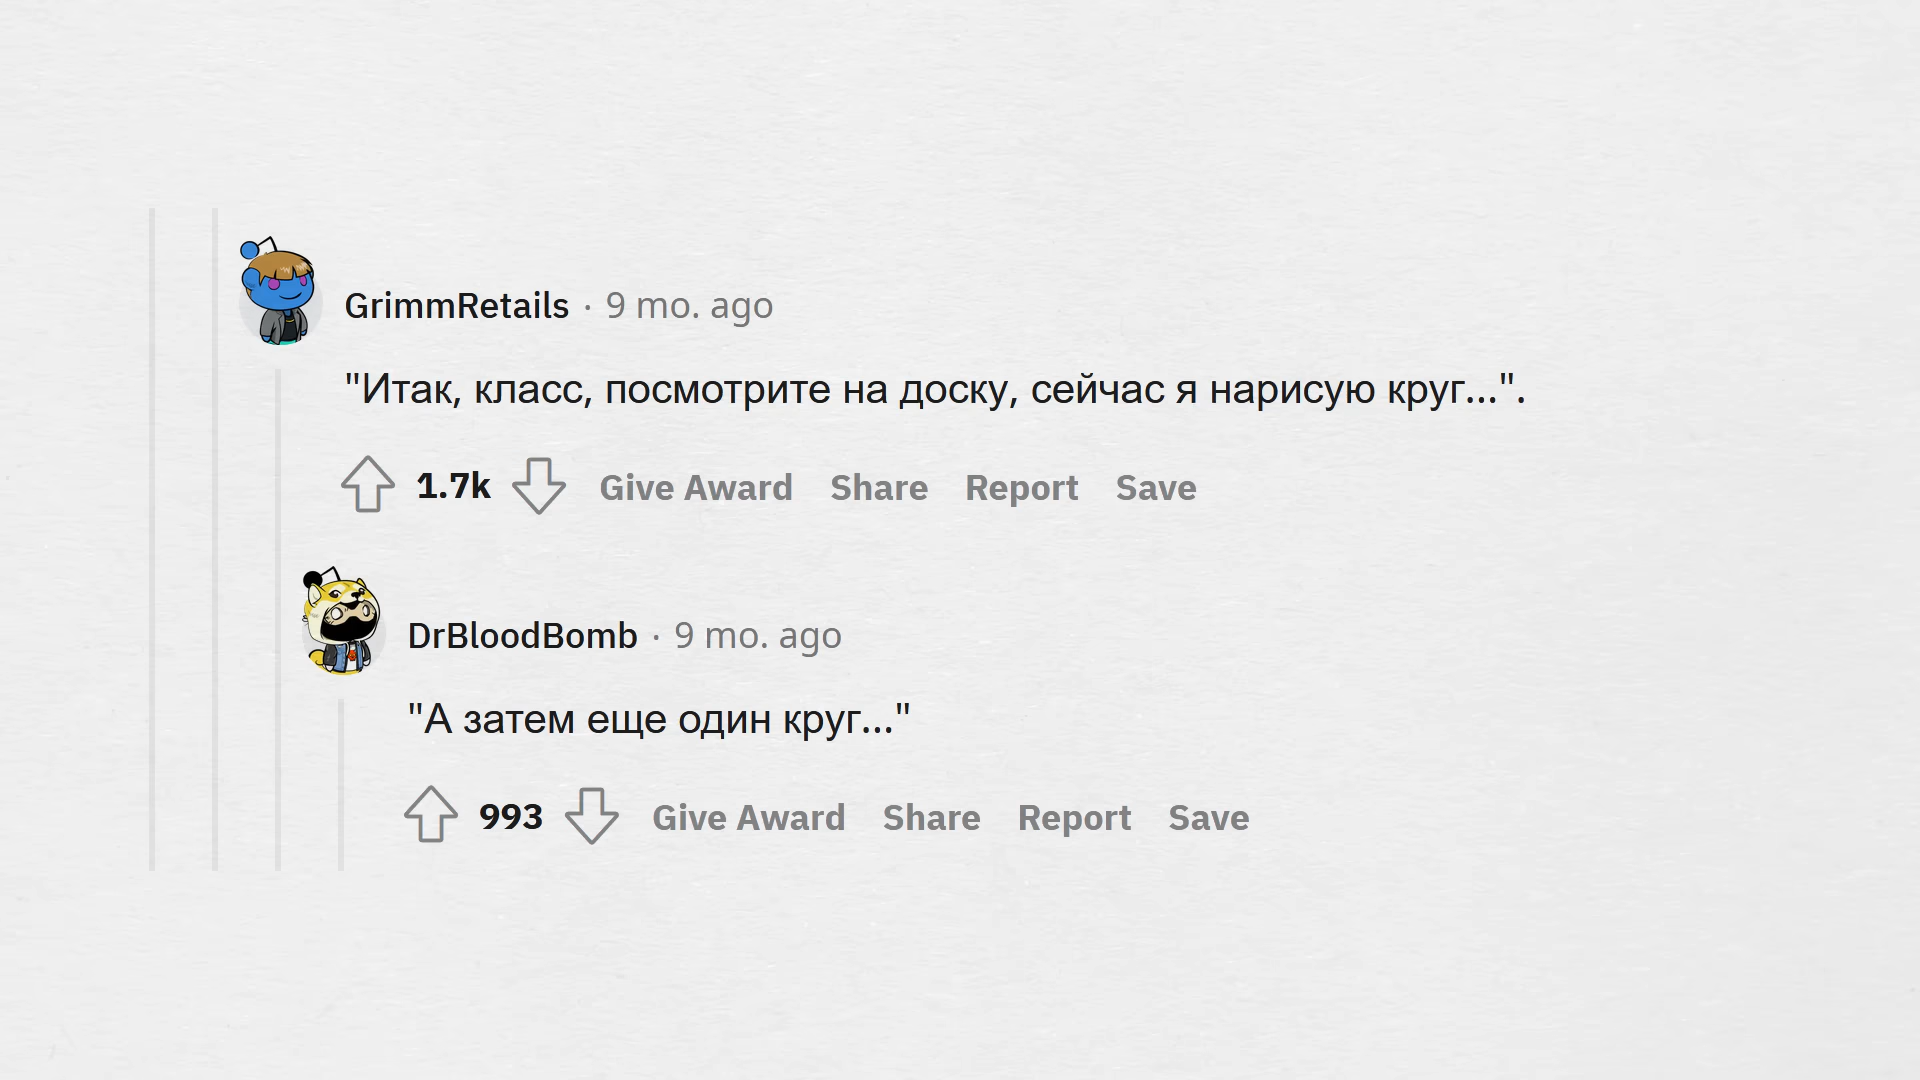 GrimmRetails · 9 mo. ago
"Итак, класс, посмотрите на доску, сейчас я нарисую круг...".
1.7k Give Award Share Report Save
DrBloodBomb · 9 mo. ago
"А затем еще один круг..."
993 Give Award Share Report Save